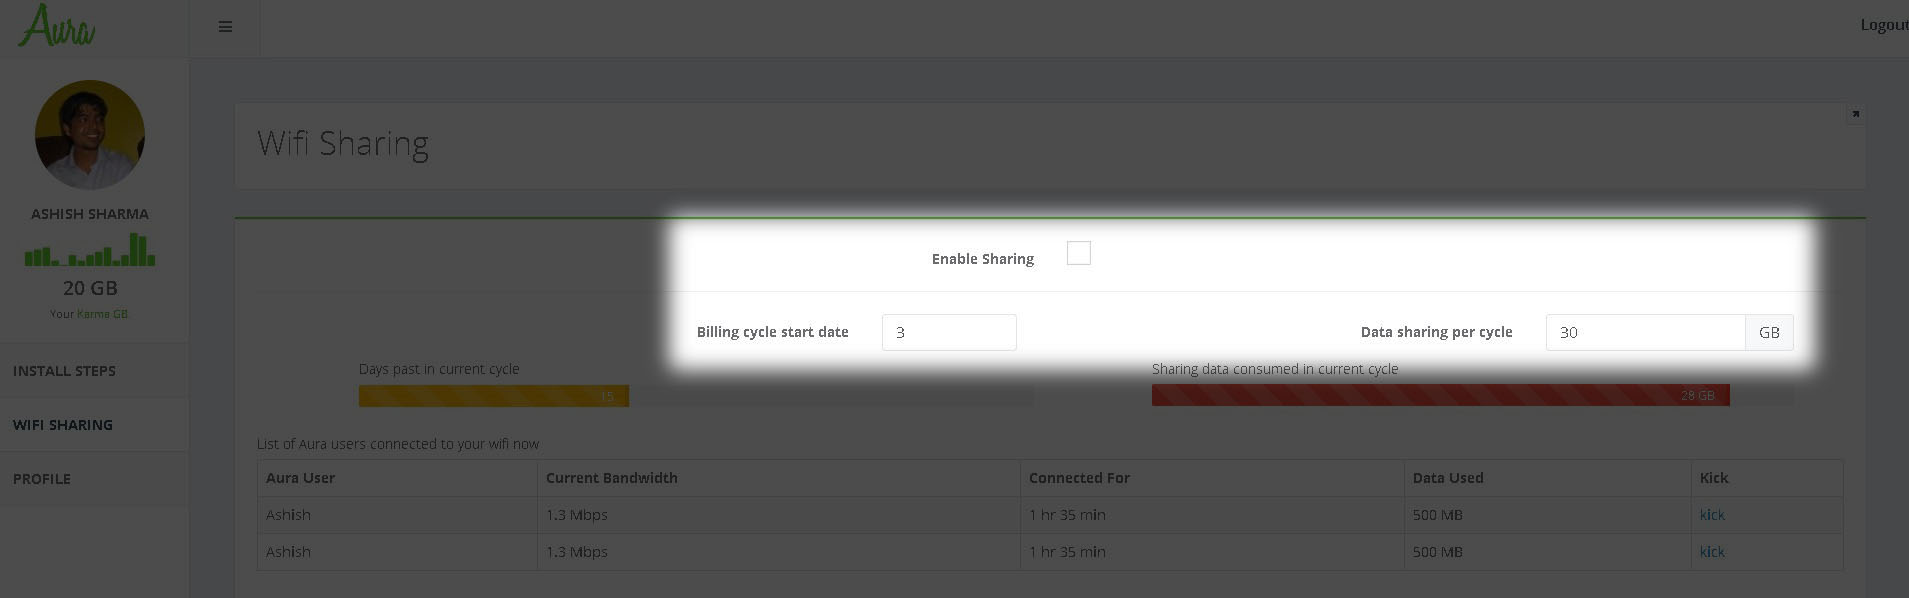 Aura
Logout
Wifi Sharing
ASHISH SHARMA
20 GB
Your Karma GB.
INSTALL STEPS
WIFI SHARING
PROFILE
Enable Sharing
Billing cycle start date 3 Data sharing per cycle 30 GB
Days past in current cycle Sharing data consumed in current cycle
15 28 GB
List of Aura users connected to your wifi now
Aura User Current Bandwidth Connected For Data Used Kick
Ashish 1.3 Mbps 1 hr 35 min 500 MB kick
Ashish 1.3 Mbps 1 hr 35 min 500 MB kick